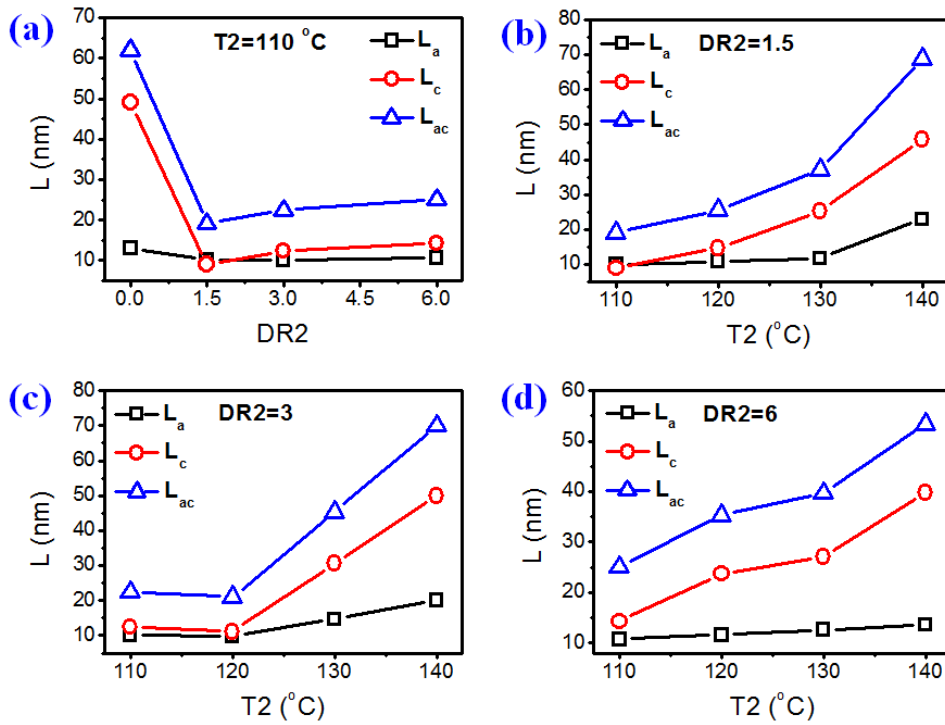 (a)
T2=110 °C
La
Lc
Lac
70
60
50
40
30
20
10
L (nm)
0.0 1.5 3.0 4.5 6.0
DR2
(b)
DR2=1.5
La
Lc
Lac
80
70
60
50
40
30
20
10
L (nm)
110 120 130 140
T2 (°C)
(c)
DR2=3
La
Lc
Lac
80
70
60
50
40
30
20
10
L (nm)
110 120 130 140
T2 (°C)
(d)
DR2=6
La
Lc
Lac
60
50
40
30
20
10
L (nm)
110 120 130 140
T2 (°C)